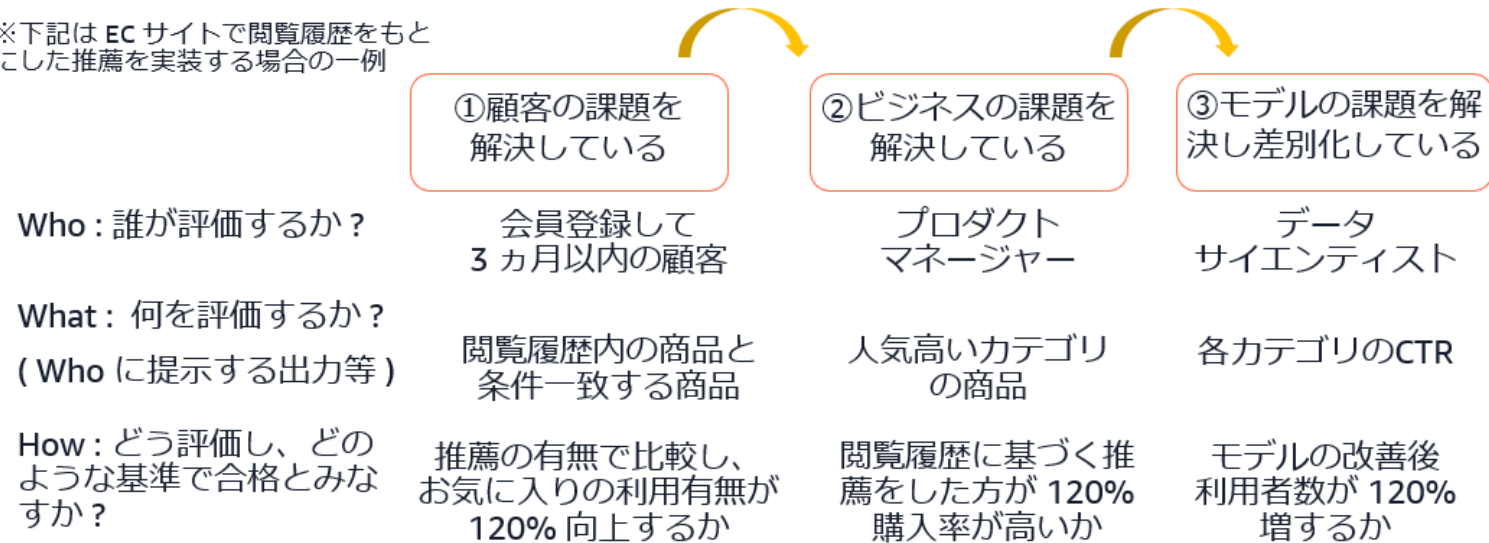 ※下記は EC サイトで閲覧履歴をもと
にした推薦を実装する場合の一例
①顧客の課題を
解決している
②ビジネスの課題を
解決している
③モデルの課題を解
決し差別化している
Who : 誰が評価するか ?
会員登録して
3 ヵ月以内の顧客
プロダクト
マネージャー
データ
サイエンティスト
What : 何を評価するか ?
( Who に提示する出力等 )
閲覧履歴内の商品と
条件一致する商品
人気高いカテゴリ
の商品
各カテゴリのCTR
How : どう評価し、どの
ような基準で合格とみな
すか ?
推薦の有無で比較し、
お気に入りの利用有無が
120% 向上するか
閲覧履歴に基づく推
薦をした方が 120%
購入率が高いか
モデルの改善後
利用者数が 120%
増するか